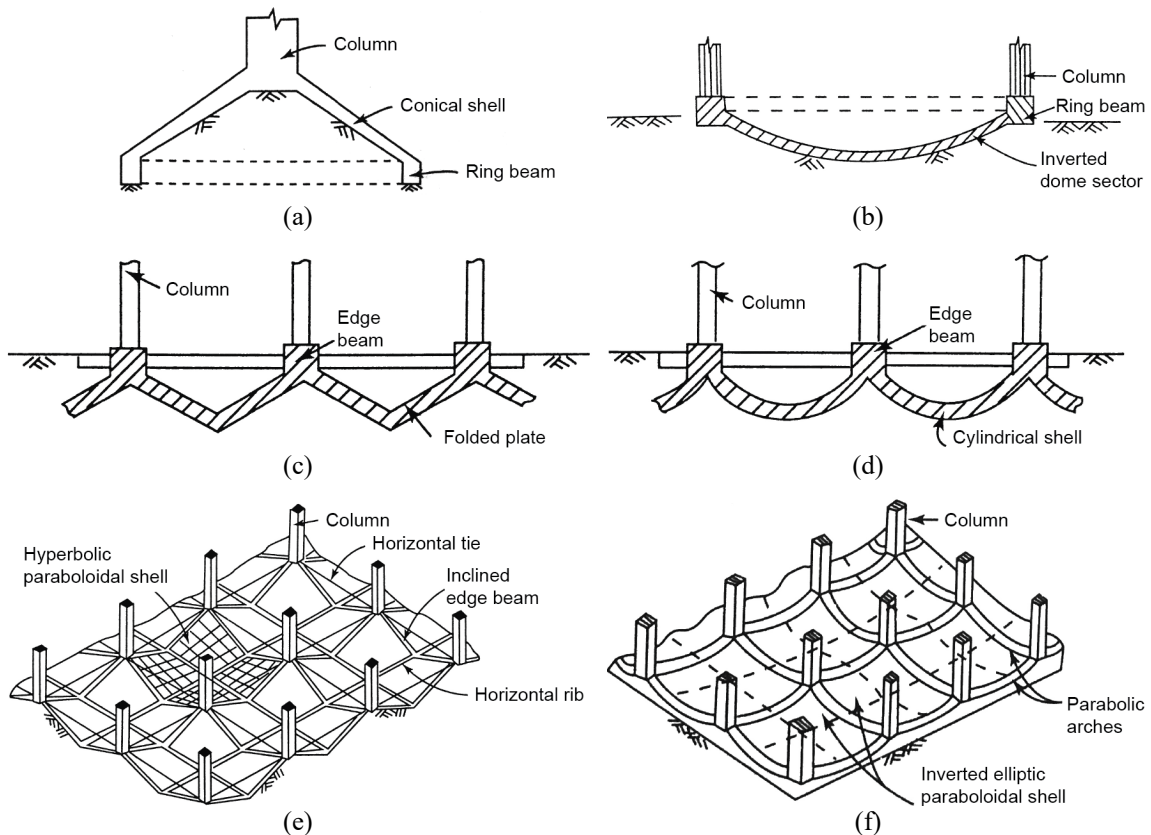 (a)
Column
Conical shell
Ring beam
(b)
Column
Ring beam
Inverted
dome sector
(c)
Column
Edge
beam
Folded plate
(d)
Column
Edge
beam
Cylindrical shell
(e)
Column
Horizontal tie
Hyperbolic
paraboloidal shell
Inclined
edge beam
Horizontal rib
(f)
Column
Parabolic
arches
Inverted elliptic
paraboloidal shell